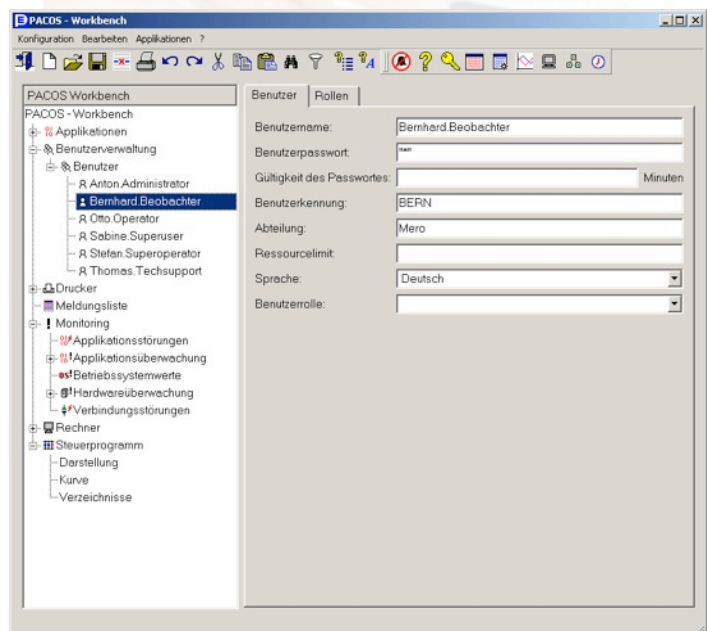 PACOS - Workbench
Konfiguration Bearbeiten Applikationen ?
PACOS Workbench
PACOS - Workbench
Applikationen
Benutzerverwaltung
Benutzer
Anton.Administrator
Bernhard.Beobachter
Otto.Operator
Sabine.Superuser
Stefan.Superoperator
Thomas.Techsupport
Drucker
Meldungsliste
Monitoring
Applikationsstörungen
Applikationsüberwachung
Betriebssystemwerte
Hardwareüberwachung
Verbindungsstörungen
Rechner
Steuerprogramm
Darstellung
Kurve
Verzeichnisse
Benutzer Rollen
Benutzername: Bernhard.Beobachter
Benutzerpasswort: ****
Gültigkeit des Passwortes: Minuten
Benutzerkennung: BERN
Abteilung: Mero
Ressourcelimit:
Sprache: Deutsch
Benutzerrolle: